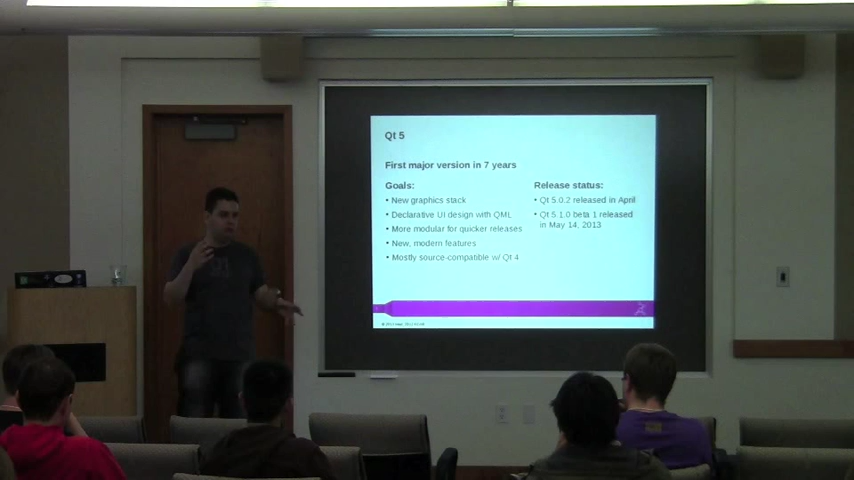 Qt 5
First major version in 7 years
Goals:
• New graphics stack
• Declarative UI design with QML
• More modular for quicker releases
• New, modern features
• Mostly source-compatible w/ Qt 4
Release status:
• Qt 5.0.2 released in April
• Qt 5.1.0 beta 1 released
in May 14, 2013